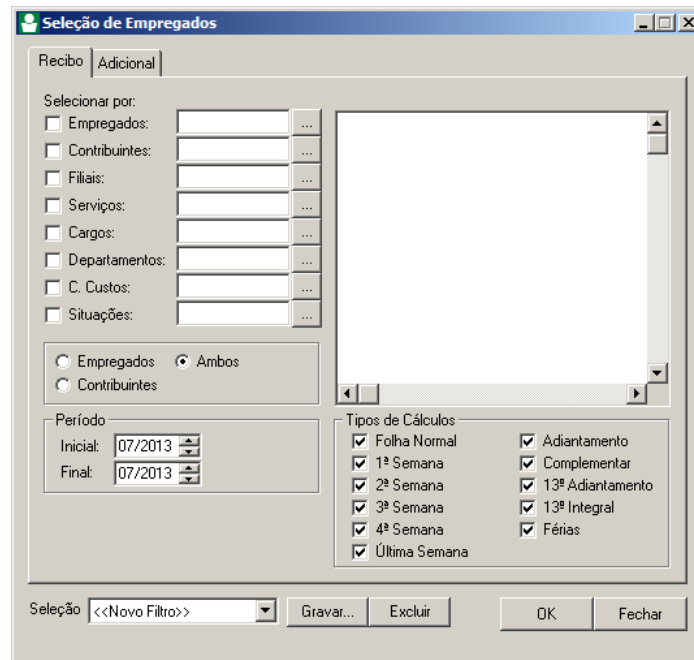 Seleção de Empregados
Recibo Adicional
Selecionar por:
Empregados: ...
Contribuintes: ...
Filiais: ...
Serviços: ...
Cargos: ...
Departamentos: ...
C. Custos: ...
Situações: ...
Empregados Ambos
Contribuintes
Período
Inicial: 07/2013
Final: 07/2013
Tipos de Cálculos
Folha Normal Adiantamento
1ª Semana Complementar
2ª Semana 13º Adiantamento
3ª Semana 13º Integral
4ª Semana Férias
Última Semana
Seleção <<Novo Filtro>> Gravar... Excluir OK Fechar